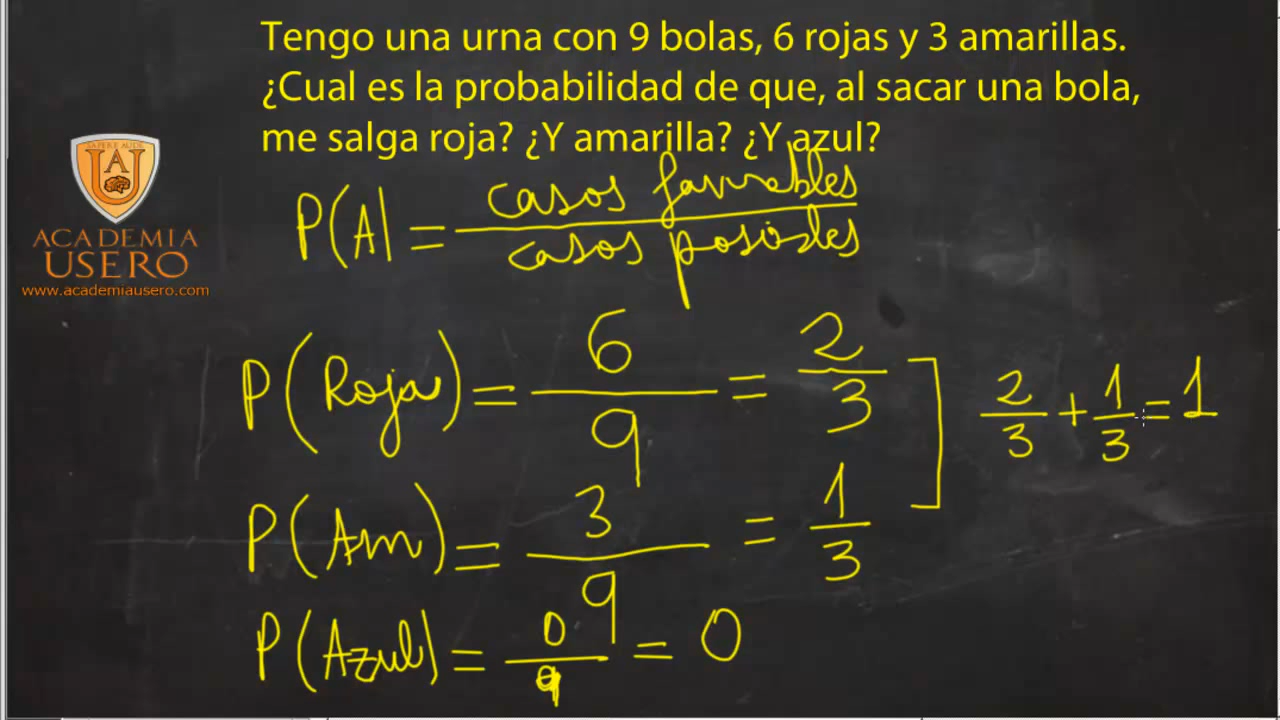 Tengo una urna con 9 bolas, 6 rojas y 3 amarillas.
¿Cual es la probabilidad de que, al sacar una bola,
me salga roja? ¿Y amarilla? ¿Y azul?
SAPERE AUDE
UAI
ACADEMIA
USERO
www.academiausero.com
P(A) = casos favorables / casos posibles
P(Roja) = 6/9 = 2/3
2/3 + 1/3 = 1
P(Am) = 3/9 = 1/3
P(Azul) = 0/9 = 0